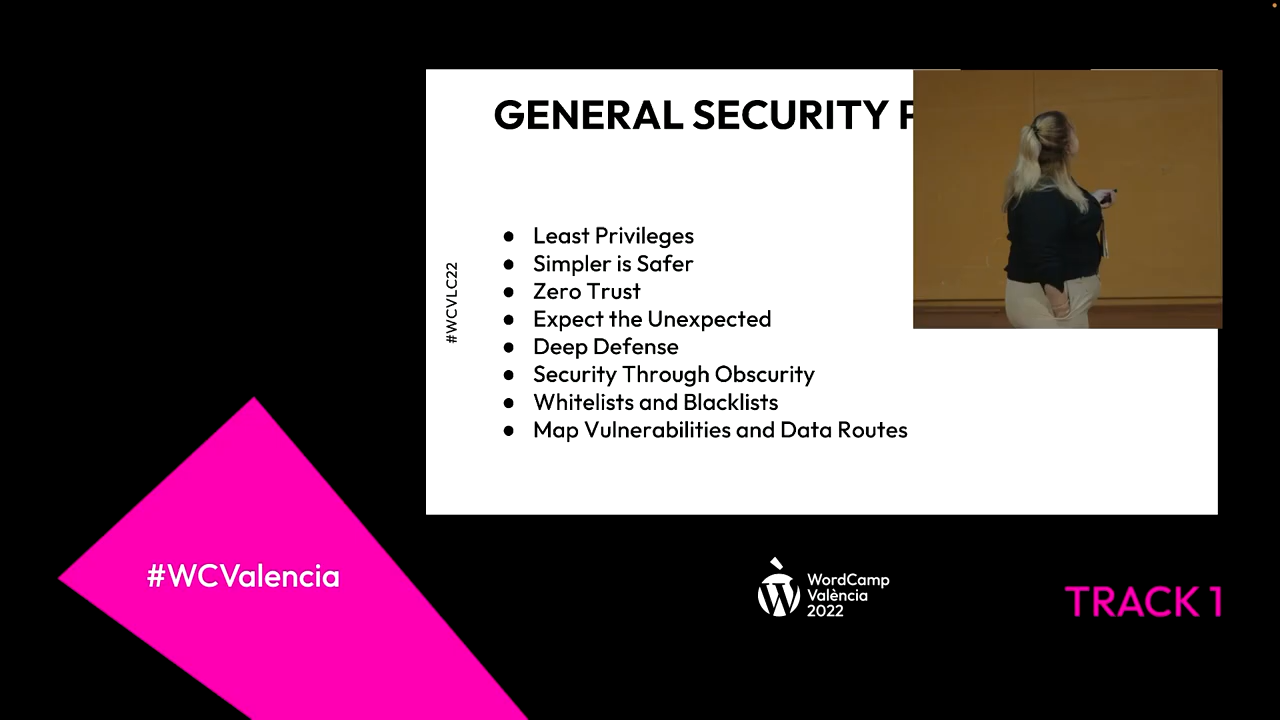 GENERAL SECURITY
Least Privileges
Simpler is Safer
Zero Trust
Expect the Unexpected
Deep Defense
Security Through Obscurity
Whitelists and Blacklists
Map Vulnerabilities and Data Routes
#WCVLC22
#WCValencia
WordCamp
València
2022
TRACK 1